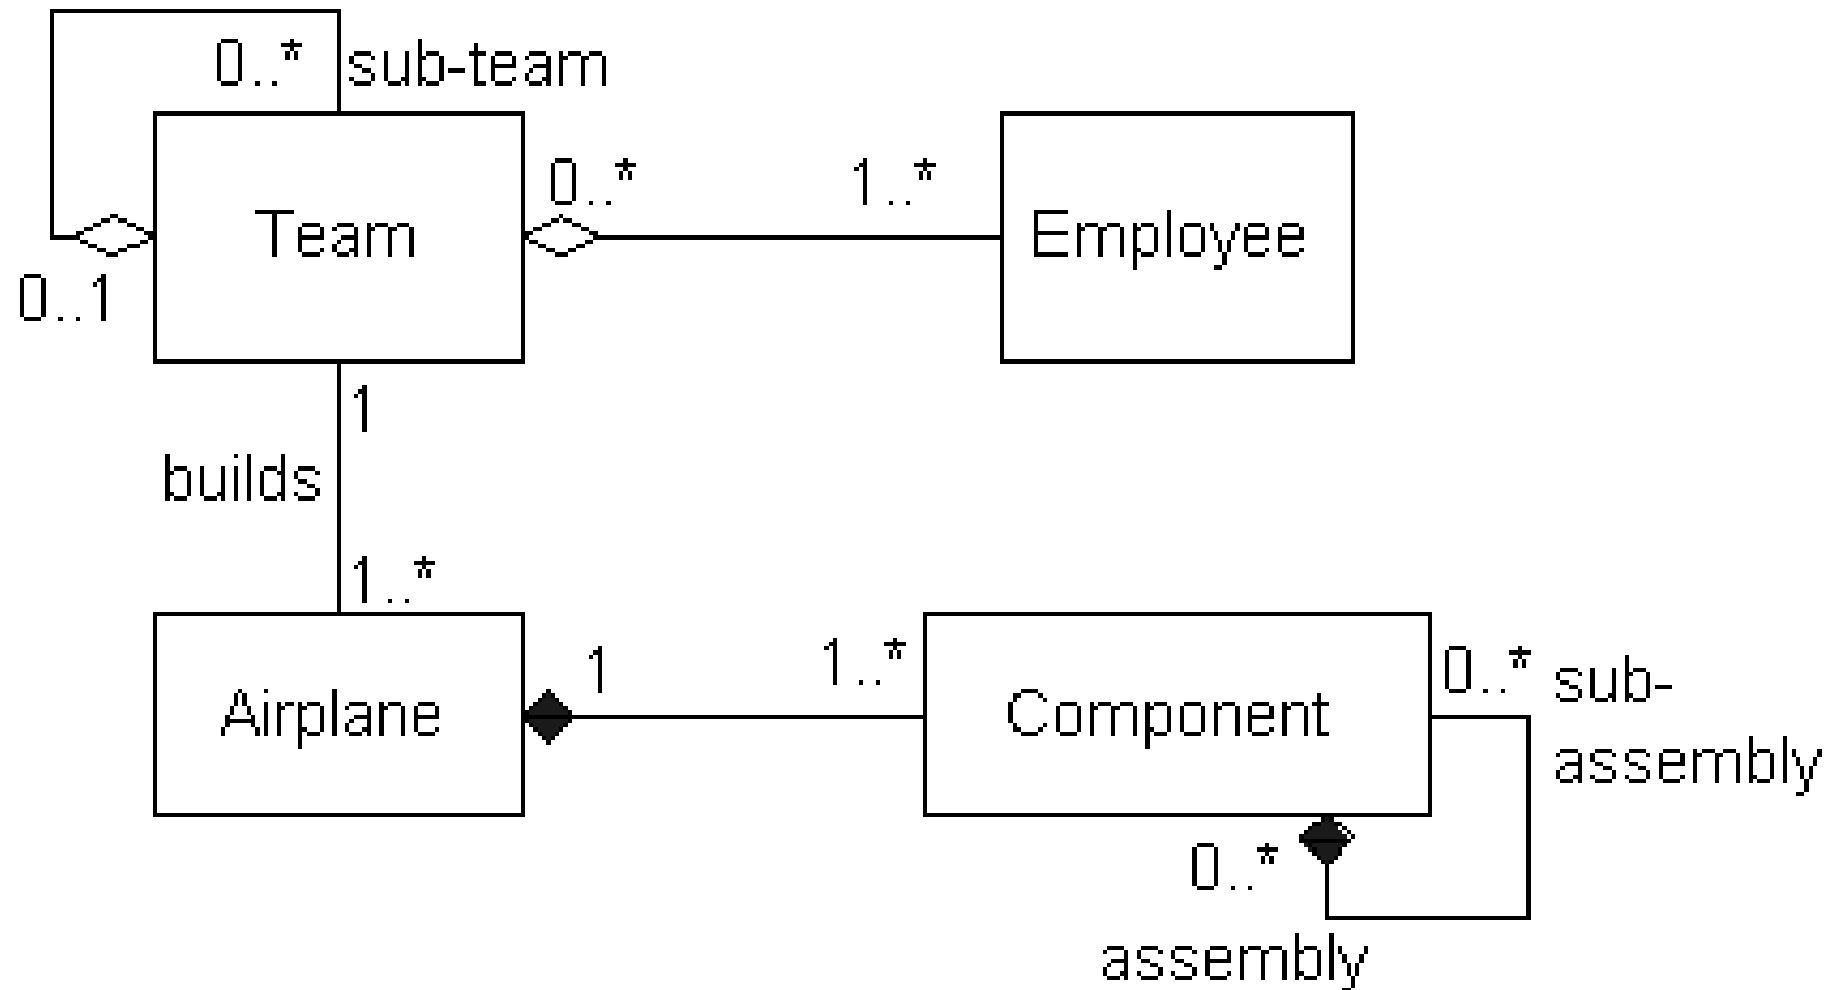 0..* sub-team
0..* 1..*
Team Employee
0..1
1
builds
1..*
1 1..* 0..* sub-
Airplane Component
assembly
0..*
assembly